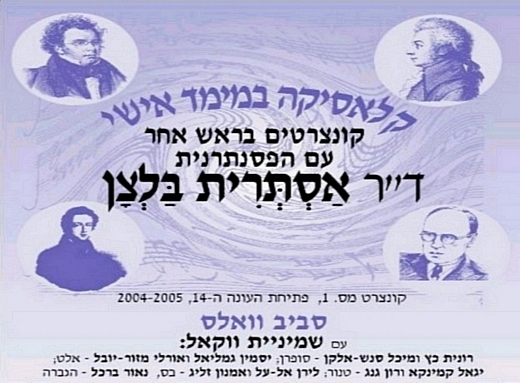 קלאסיקה במימד אישי
קונצרטים בראש אחר
עם הפסנתרנית
ד"ר אַסְתְּרִית בַּלְצָן
קונצרט מס. 1, פתיחת העונה ה-14, 2004-2005
סביב וואלס
עם שמיניית ווקאל:
רונית כץ ומיכל סנש-אלקן - סופרן; יסמין גמליאל ואורלי מזור-יובל - אלט;
יגאל קמינקא ורון גנג - טנור; לירן אל-על ואמנון זליג - בס, נאור ברכל - הגברה